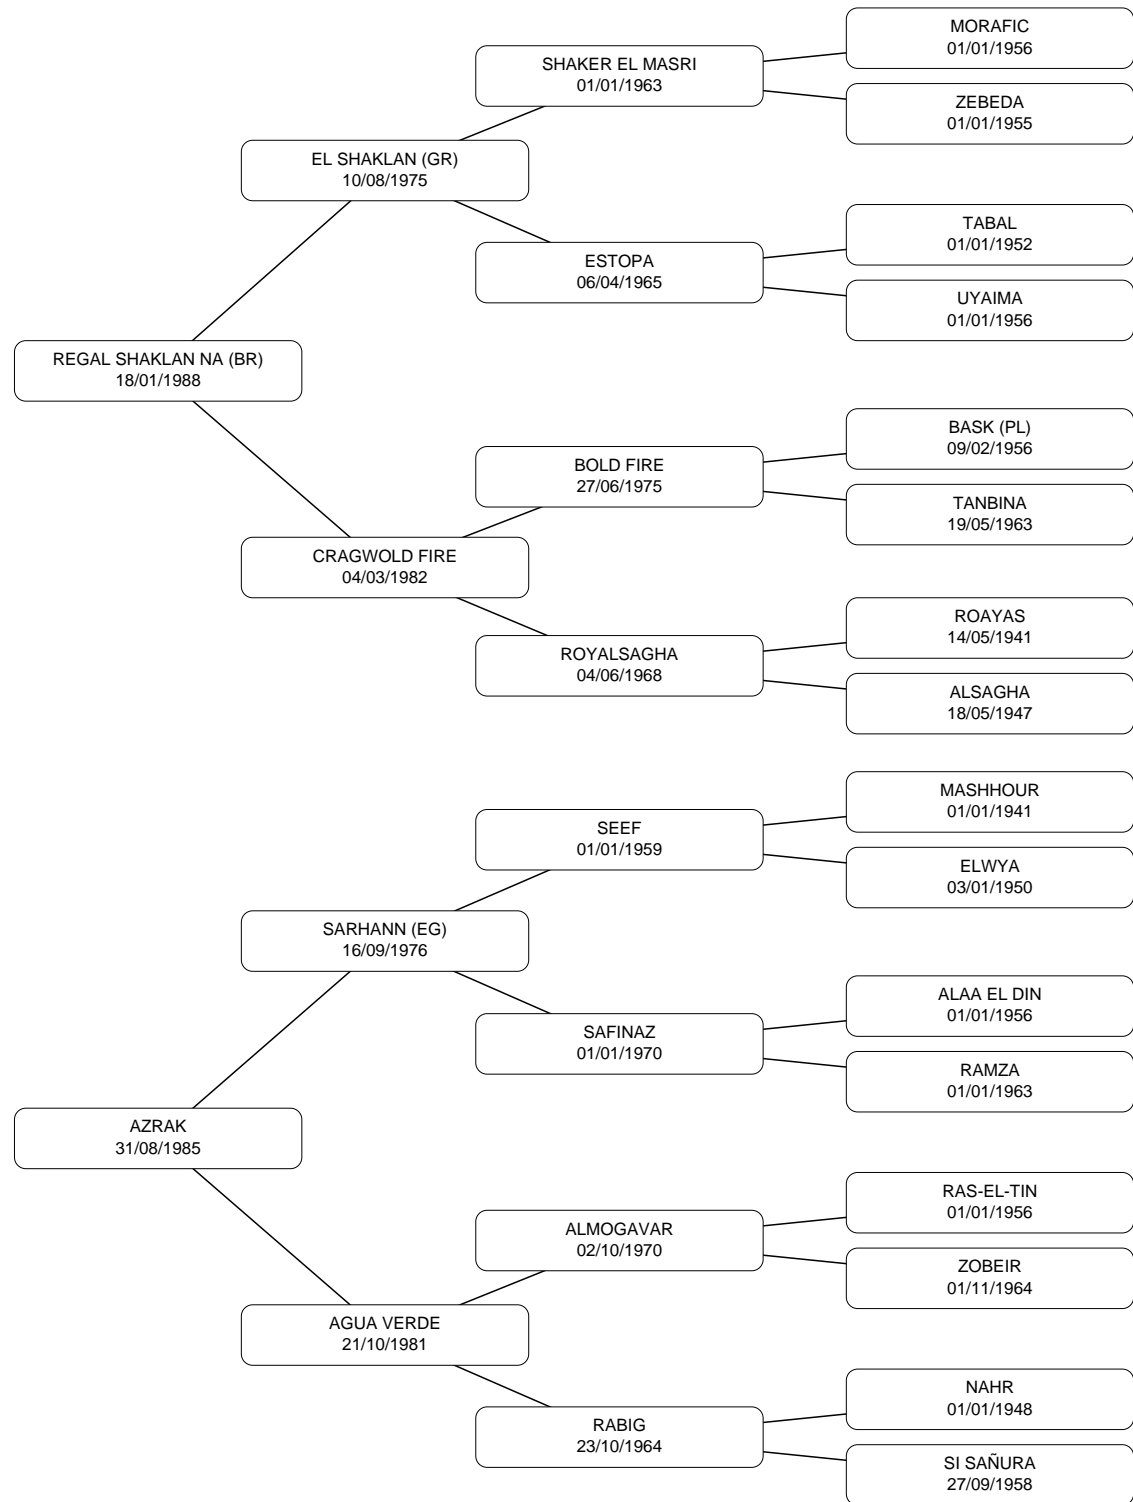 MORAFIC
01/01/1956
SHAKER EL MASRI
01/01/1963
ZEBEDA
01/01/1955
EL SHAKLAN (GR)
10/08/1975
TABAL
01/01/1952
ESTOPA
06/04/1965
UYAIMA
01/01/1956
REGAL SHAKLAN NA (BR)
18/01/1988
BASK (PL)
09/02/1956
BOLD FIRE
27/06/1975
TANBINA
19/05/1963
CRAGWOLD FIRE
04/03/1982
ROAYAS
14/05/1941
ROYALSAGHA
04/06/1968
ALSAGHA
18/05/1947
MASHHOUR
01/01/1941
SEEF
01/01/1959
ELWYA
03/01/1950
SARHANN (EG)
16/09/1976
ALAA EL DIN
01/01/1956
SAFINAZ
01/01/1970
RAMZA
01/01/1963
AZRAK
31/08/1985
RAS-EL-TIN
01/01/1956
ALMOGAVAR
02/10/1970
ZOBEIR
01/11/1964
AGUA VERDE
21/10/1981
NAHR
01/01/1948
RABIG
23/10/1964
SI SAÑURA
27/09/1958